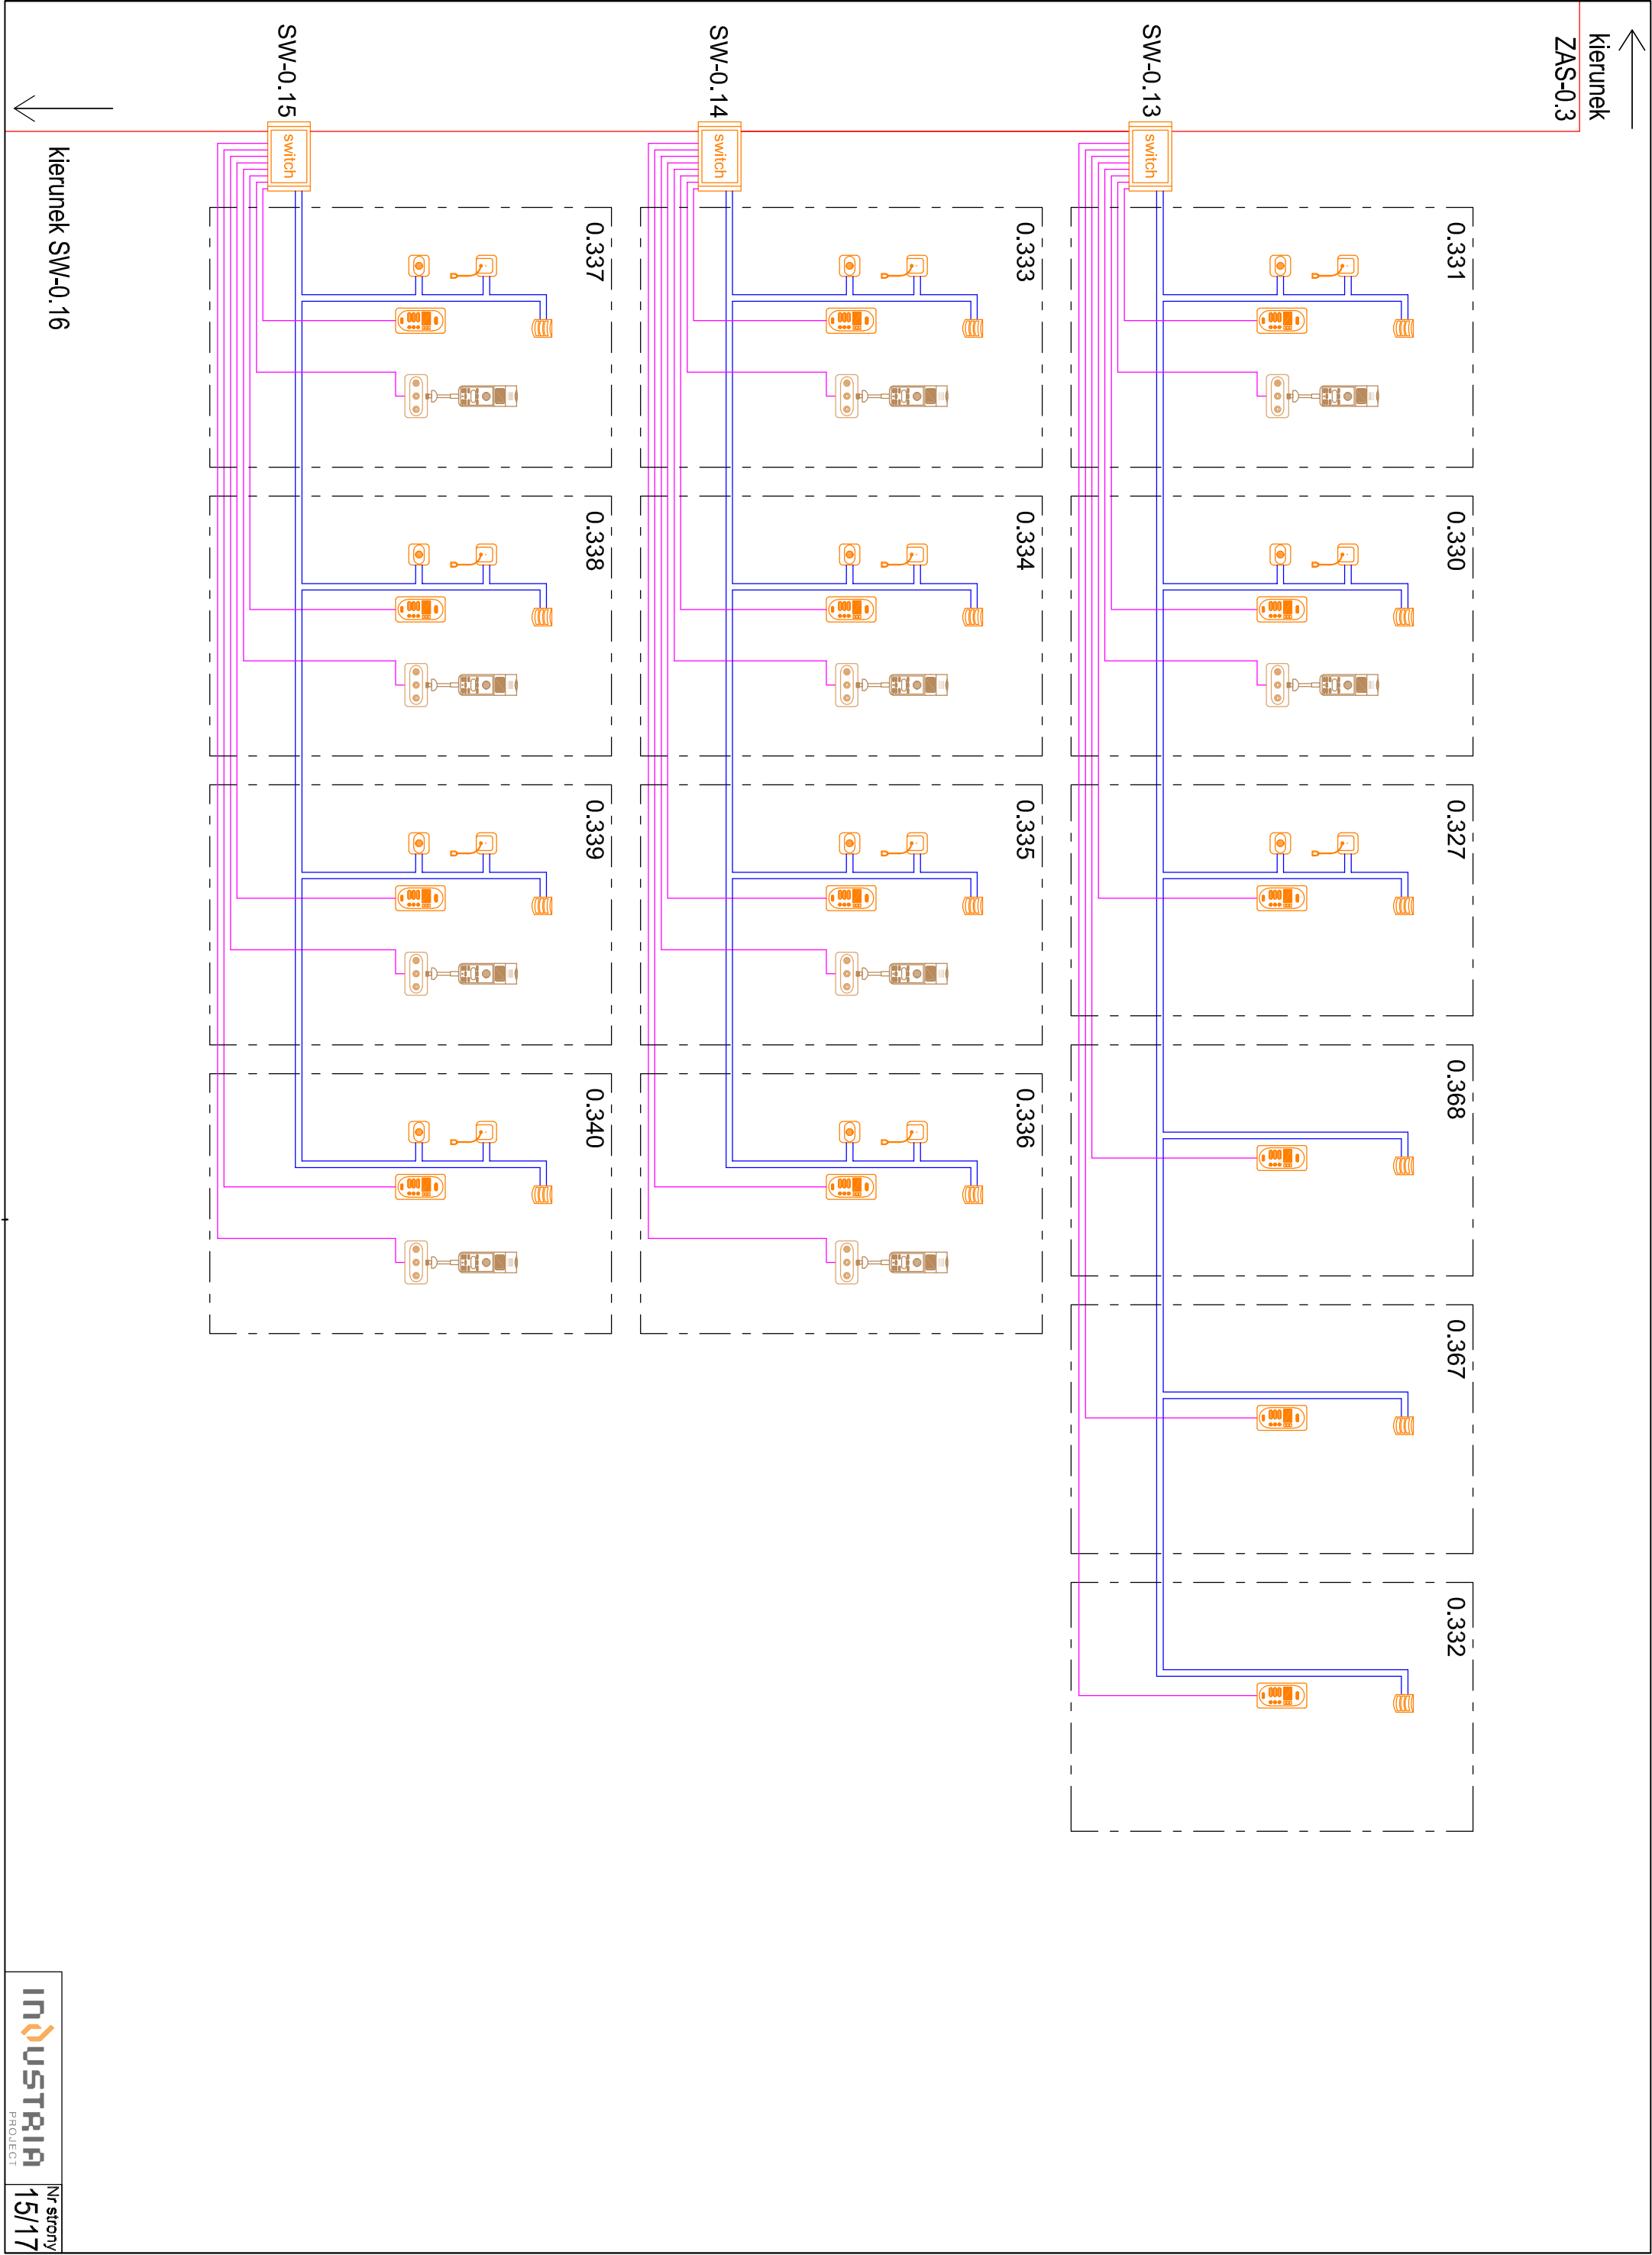 kierunek
ZAS-0.3
SW-0.13
switch
0.331
0.330
0.327
0.368
0.367
0.332
SW-0.14
switch
0.333
0.334
0.335
0.336
SW-0.15
switch
0.337
0.338
0.339
0.340
kierunek SW-0.16
INDUSTRIA
PROJECT
Nr strony
15/17